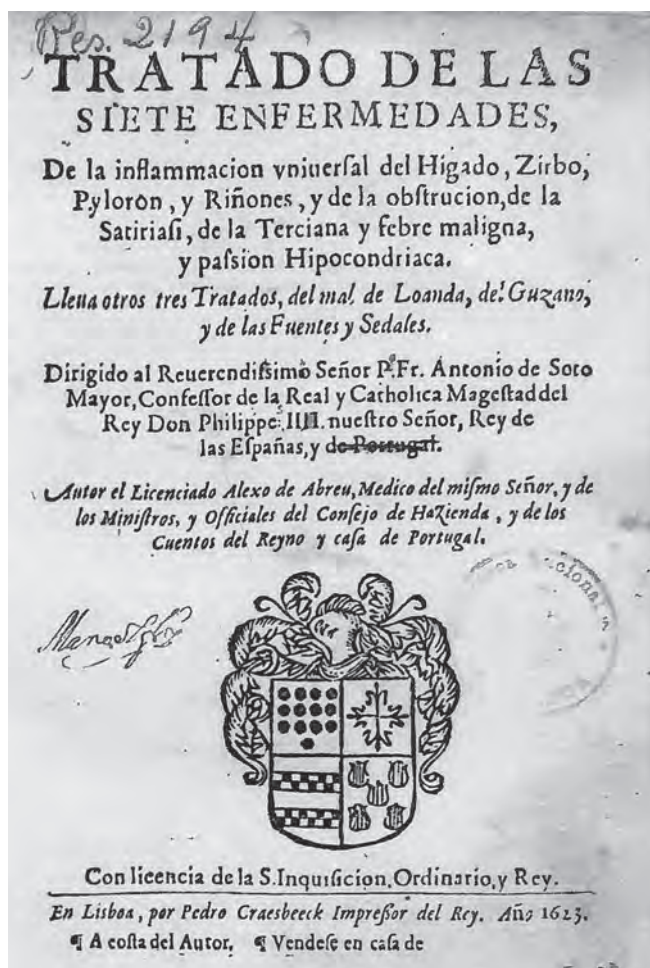 Res. 2194
TRATADO DE LAS
SIETE ENFERMEDADES,
De la inflammacion vniuerſal del Higado, Zirbo,
Pyloron, y Riñones, y de la obſtrucion, de la
Satiriaſi, de la Terciana y febre maligna,
y paſsion Hipocondriaca.
Lleua otros tres Tratados, del mal de Loanda, del Guzano,
y de las Fuentes y Sedales.
Dirigido al Reuerendiſsimo Señor P. Fr. Antonio de Soto
Mayor, Confeſſor de la Real y Catholica Mageſtad del
Rey Don Philippe. IIII. nueſtro Señor, Rey de
las Eſpañas, y de Portugal.
Autor el Licenciado Alexo de Abreu, Medico del miſmo Señor, y de
los Miniſtros, y Officiales del Conſejo de Hazienda, y de los
Cuentos del Reyno y caſa de Portugal.
Con licencia de la S. Inquiſicion, Ordinario, y Rey.
En Lisboa, por Pedro Craesbeeck Impreſſor del Rey. Año 1623.
¶ A coſta del Autor. ¶ Vendeſe en caſa de